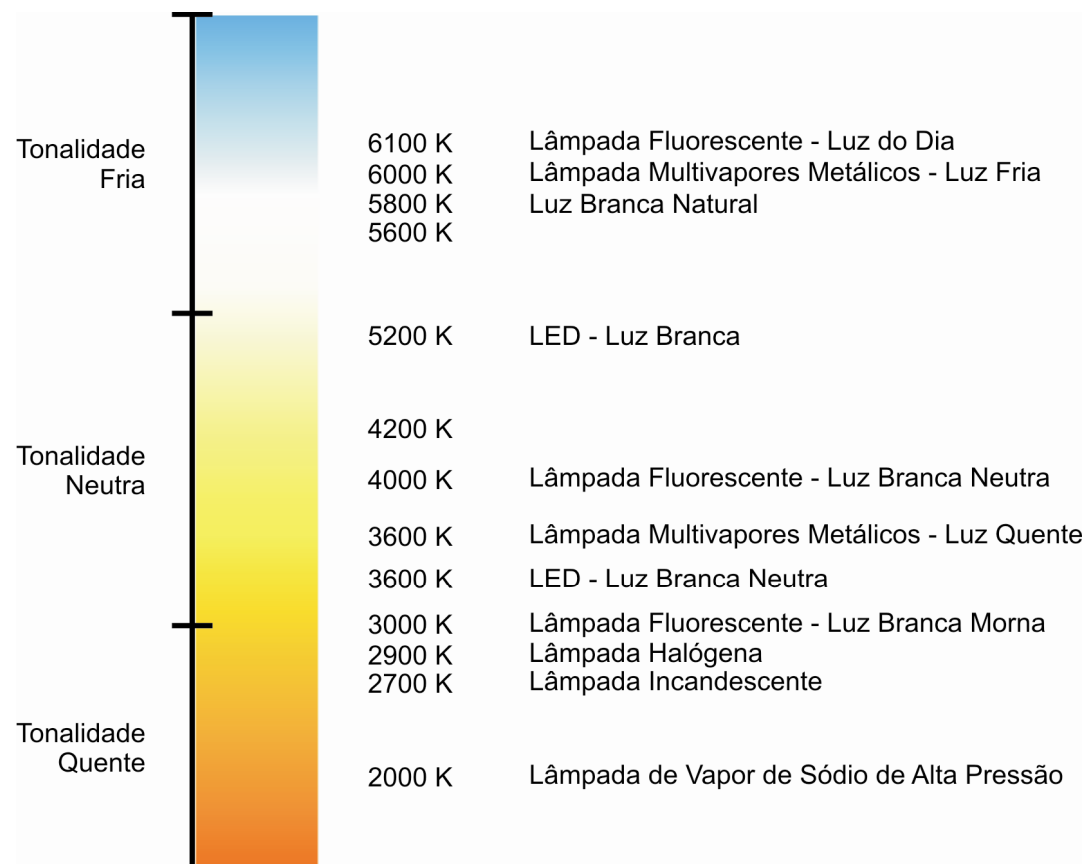 Tonalidade
Fria
6100 K Lâmpada Fluorescente - Luz do Dia
6000 K Lâmpada Multivapores Metálicos - Luz Fria
5800 K Luz Branca Natural
5600 K
5200 K LED - Luz Branca
Tonalidade
Neutra
4200 K
4000 K Lâmpada Fluorescente - Luz Branca Neutra
3600 K Lâmpada Multivapores Metálicos - Luz Quente
3600 K LED - Luz Branca Neutra
3000 K Lâmpada Fluorescente - Luz Branca Morna
2900 K Lâmpada Halógena
2700 K Lâmpada Incandescente
Tonalidade
Quente
2000 K Lâmpada de Vapor de Sódio de Alta Pressão